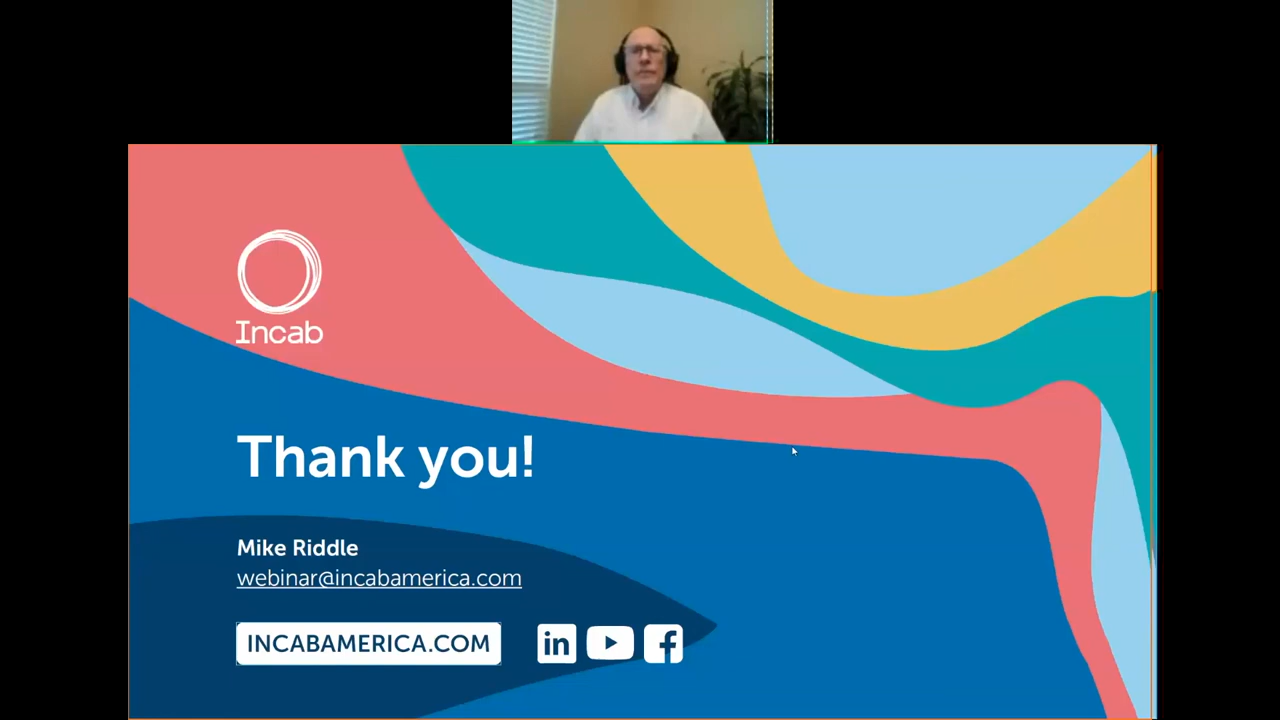 Incab
Thank you!
Mike Riddle
webinar@incabamerica.com
INCABAMERICA.COM
in
f